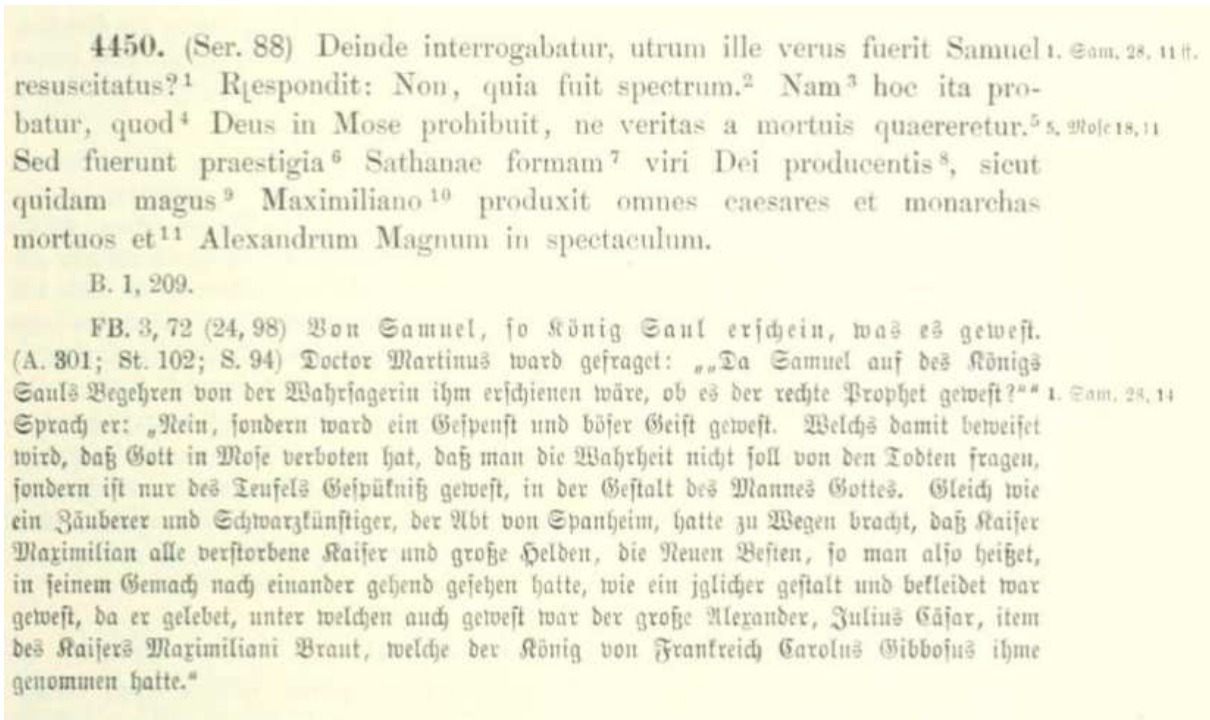 4450. (Ser. 88) Deinde interrogabatur, utrum ille verus fuerit Samuel 1. Sam. 28, 11 ff.
resuscitatus?¹ R[espondit: Non, quia fuit spectrum.² Nam³ hoc ita pro-
batur, quod⁴ Deus in Mose prohibuit, ne veritas a mortuis quaereretur.⁵ 5. Mose 18, 11
Sed fuerunt praestigia⁶ Sathanae formam⁷ viri Dei producentis⁸, sicut
quidam magus⁹ Maximiliano¹⁰ produxit omnes caesares et monarchas
mortuos et¹¹ Alexandrum Magnum in spectaculum.
B. 1, 209.
FB. 3, 72 (24, 98) Von Samuel, so König Saul erschein, was es gewest.
(A. 301; St. 102; S. 94) Doctor Martinus ward gefraget: „„Da Samuel auf des Königs
Sauls Begehren von der Wahrsagerin ihm erschienen wäre, ob es der rechte Prophet gewest?““ 1. Sam. 28, 14
Sprach er: „Nein, sondern ward ein Gespenst und böser Geist gewest. Welchs damit beweiset
wird, daß Gott in Mose verboten hat, daß man die Wahrheit nicht soll von den Todten fragen,
sondern ist nur des Teufels Gespükniß gewest, in der Gestalt des Mannes Gottes. Gleich wie
ein Zäuberer und Schwarzkünstiger, der Abt von Spanheim, hatte zu Wegen bracht, daß Kaiser
Maximilian alle verstorbene Kaiser und große Helden, die Neuen Besten, so man also heißet,
in seinem Gemach nach einander gehend gesehen hatte, wie ein jglicher gestalt und bekleidet war
gewest, da er gelebet, unter welchen auch gewest war der große Alexander, Julius Cäsar, item
des Kaisers Maximiliani Braut, welche der König von Frankreich Carolus Gibbosus ihme
genommen hatte.“